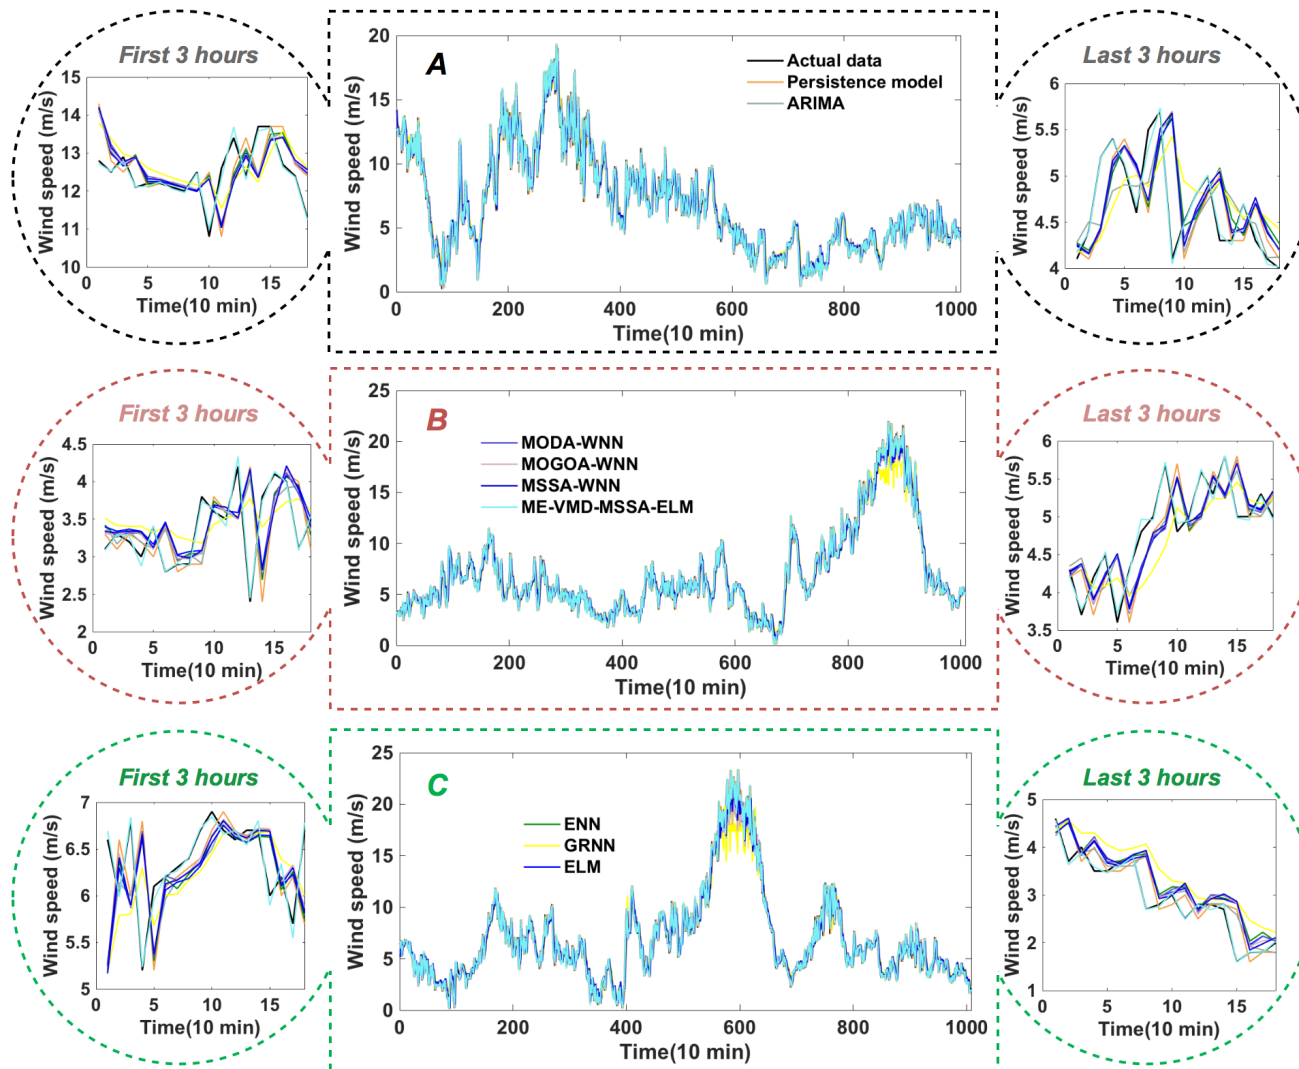 First 3 hours
15
14
13
12
11
10
0
5
10
15
Wind speed (m/s)
Time(10 min)
A
20
15
10
5
0
0
200
400
600
800
1000
Wind speed (m/s)
Time(10 min)
Actual data
Persistence model
ARIMA
Last 3 hours
6
5.5
5
4.5
4
0
5
10
15
Wind speed (m/s)
Time(10 min)
First 3 hours
4.5
4
3.5
3
2.5
2
0
5
10
15
Wind speed (m/s)
Time(10 min)
B
25
20
15
10
5
0
0
200
400
600
800
1000
Wind speed (m/s)
Time(10 min)
MODA-WNN
MOGOA-WNN
MSSA-WNN
ME-VMD-MSSA-ELM
Last 3 hours
6
5.5
5
4.5
4
3.5
0
5
10
15
Wind speed (m/s)
Time(10 min)
First 3 hours
7
6.5
6
5.5
5
0
5
10
15
Wind speed (m/s)
Time(10 min)
C
25
20
15
10
5
0
0
200
400
600
800
1000
Wind speed (m/s)
Time(10 min)
ENN
GRNN
ELM
Last 3 hours
5
4
3
2
1
0
5
10
15
Wind speed (m/s)
Time(10 min)